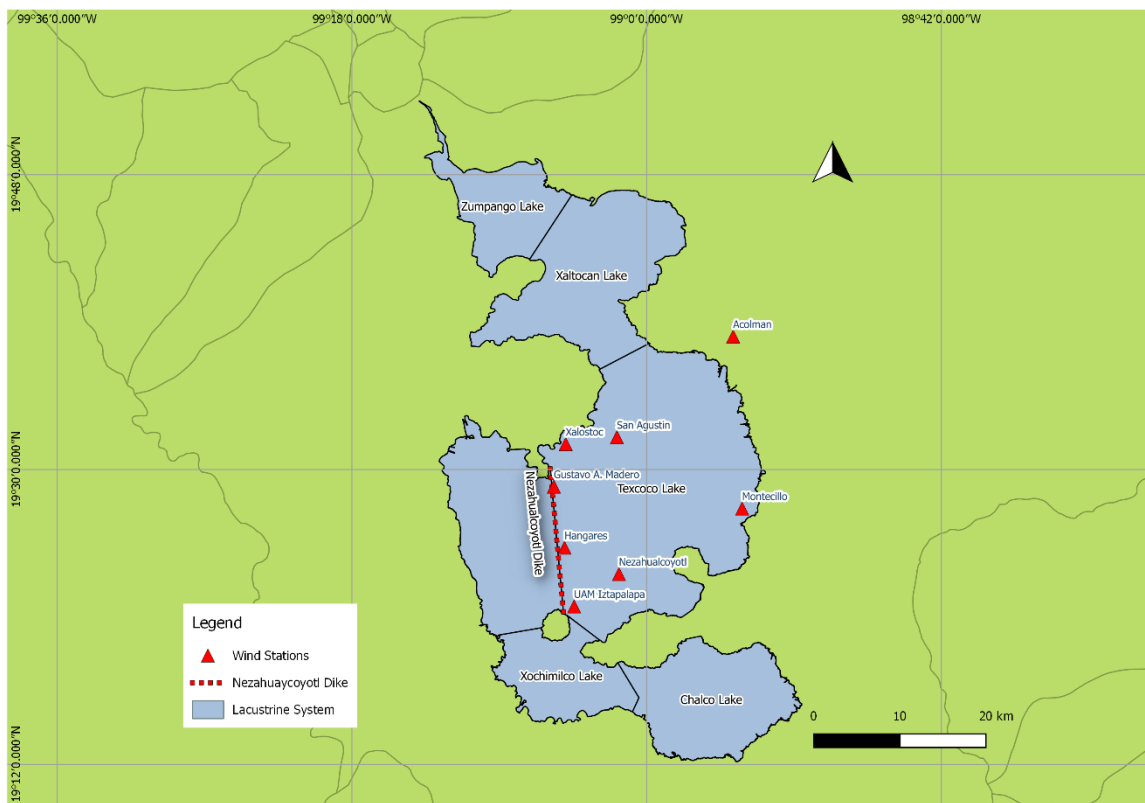 99°36'0.000"W
99°18'0.000"W
99°0'0.000"W
98°42'0.000"W
19°48'0.000"N
Zumpango Lake
Xaltocan Lake
Acolman
San Agustin
Xalostoc
19°30'0.000"N
Gustavo A. Madero
Texcoco Lake
Nezahualcoyotl Dike
Montecillo
Hangares
Nezahualcoyotl
UAM Iztapalapa
Legend
Wind Stations
Nezahuaycoyotl Dike
Lacustrine System
Xochimilco Lake
Chalco Lake
0 10 20 km
19°12'0.000"N